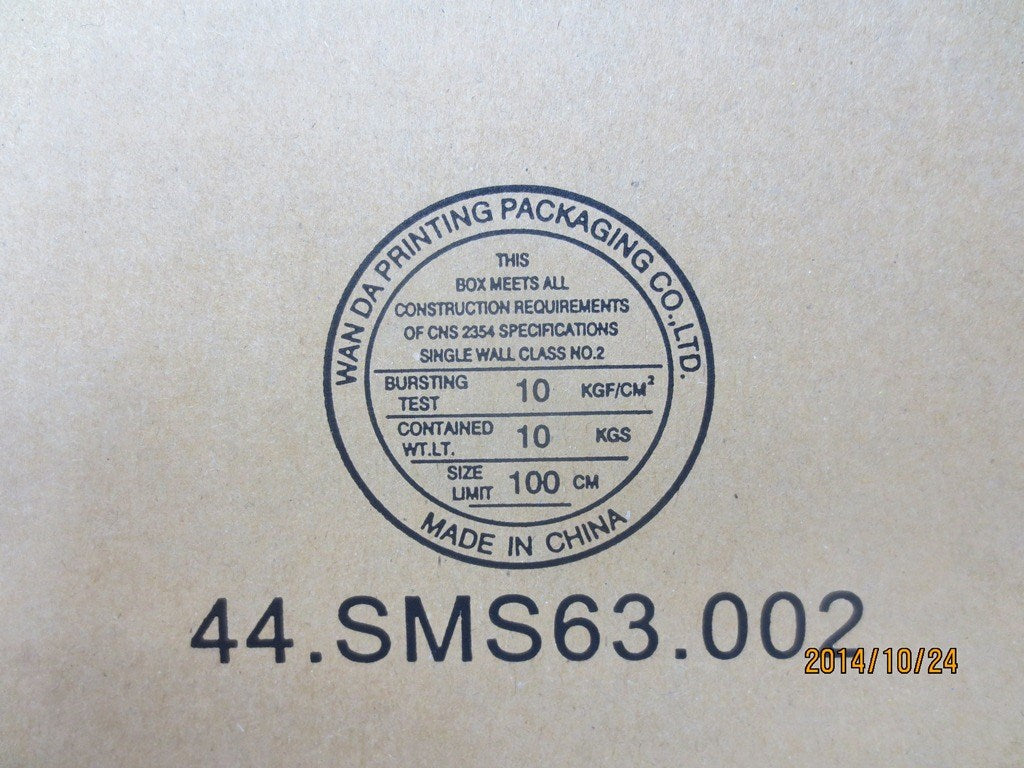 WAN DA PRINTING PACKAGING CO.,LTD.
THIS
BOX MEETS ALL
CONSTRUCTION REQUIREMENTS
OF CNS 2354 SPECIFICATIONS
SINGLE WALL CLASS NO.2
BURSTING TEST 10 KGF/CM²
CONTAINED WT.LT. 10 KGS
SIZE LIMIT 100 CM
MADE IN CHINA
44.SMS63.002
2014/10/24